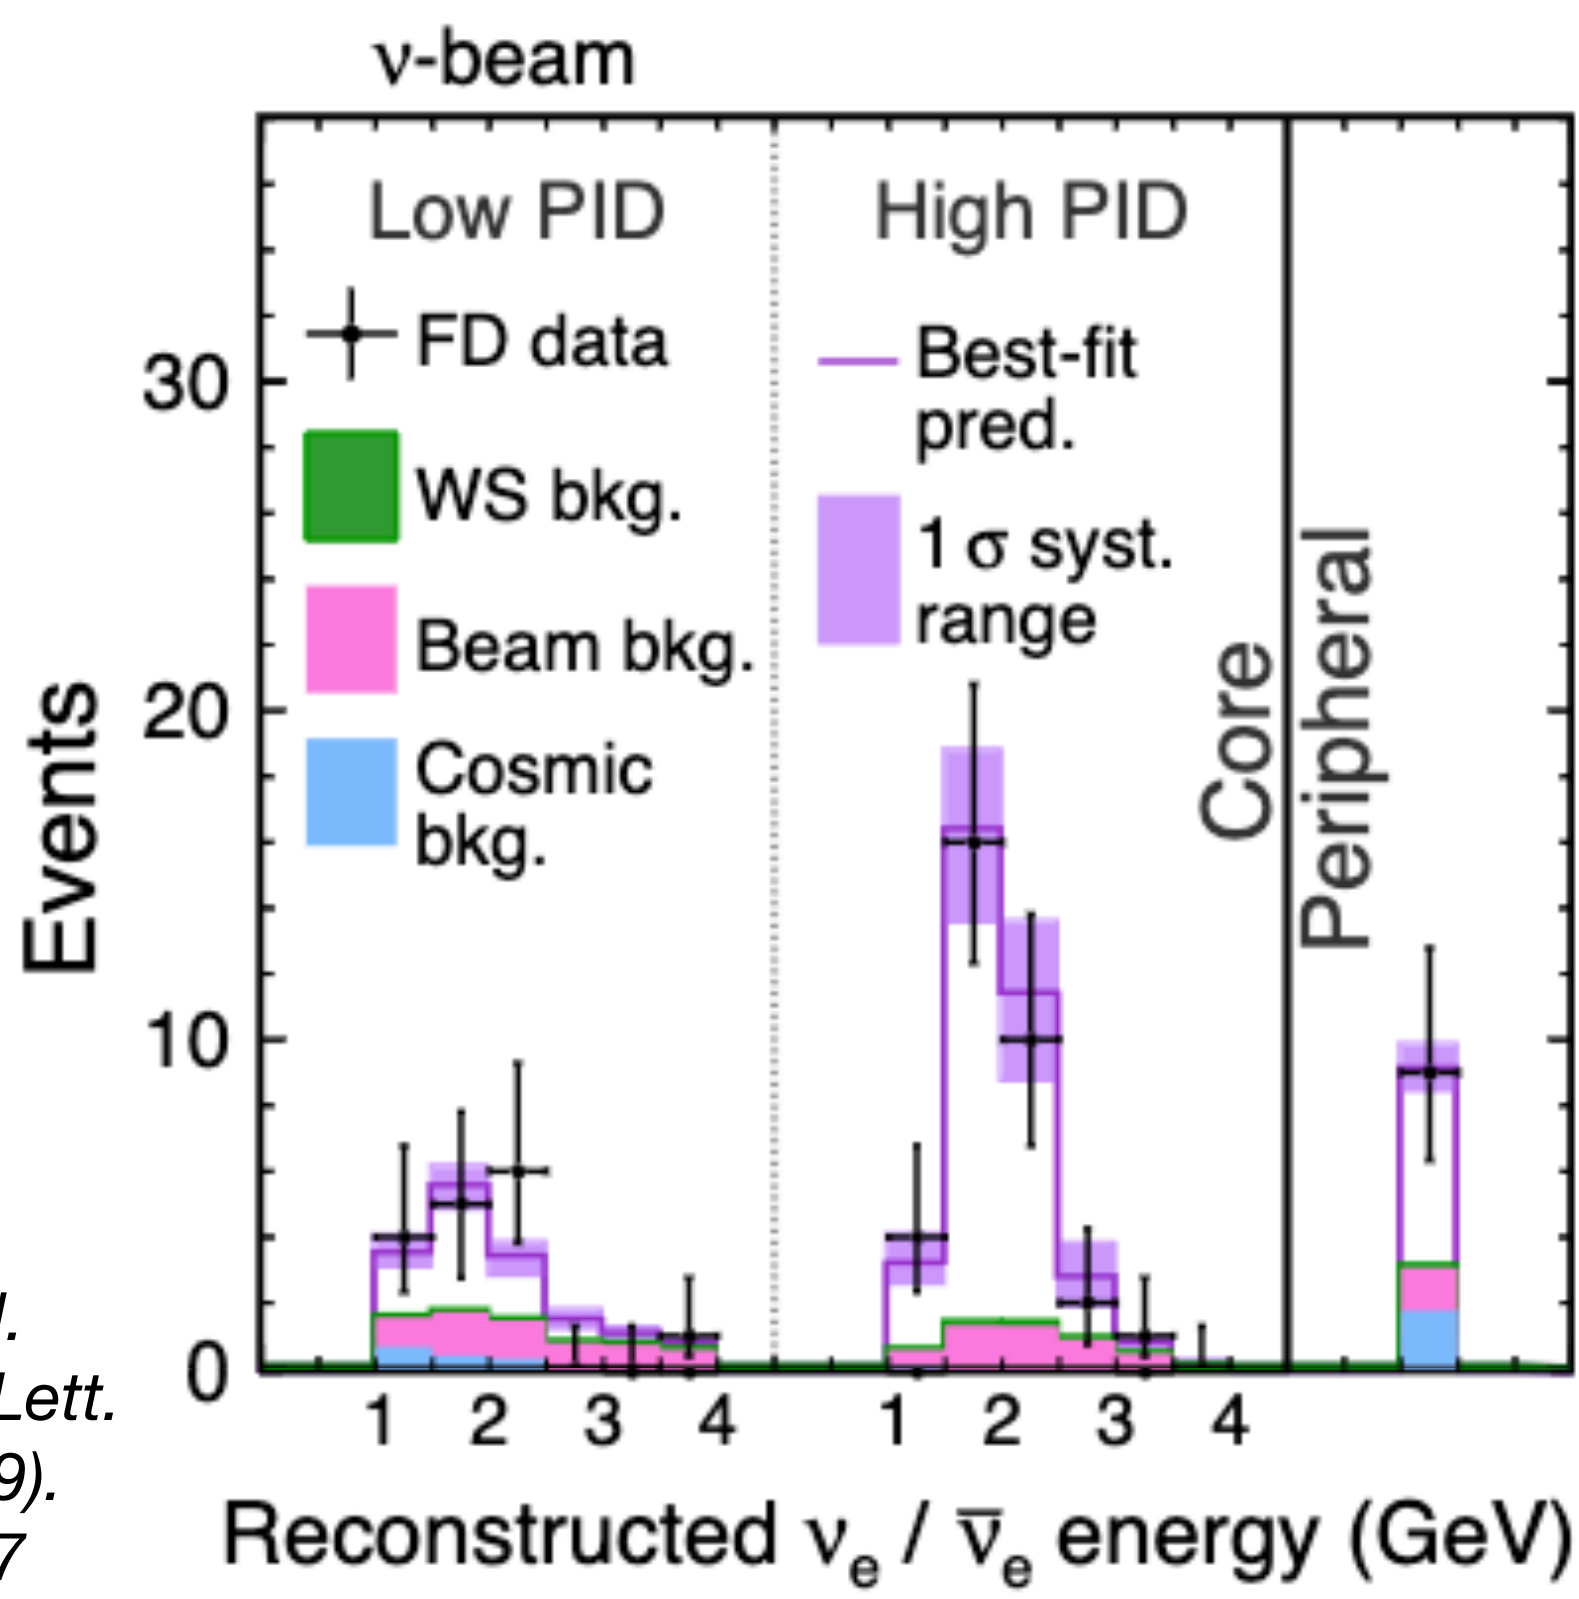 ν-beam
Low PID
High PID
FD data
WS bkg.
Beam bkg.
Cosmic
bkg.
Best-fit
pred.
1 σ syst.
range
Core
Peripheral
Events
30
20
10
0
1 2 3 4 1 2 3 4
Reconstructed νe / ν̅e energy (GeV)
l.
Lett.
9).
7